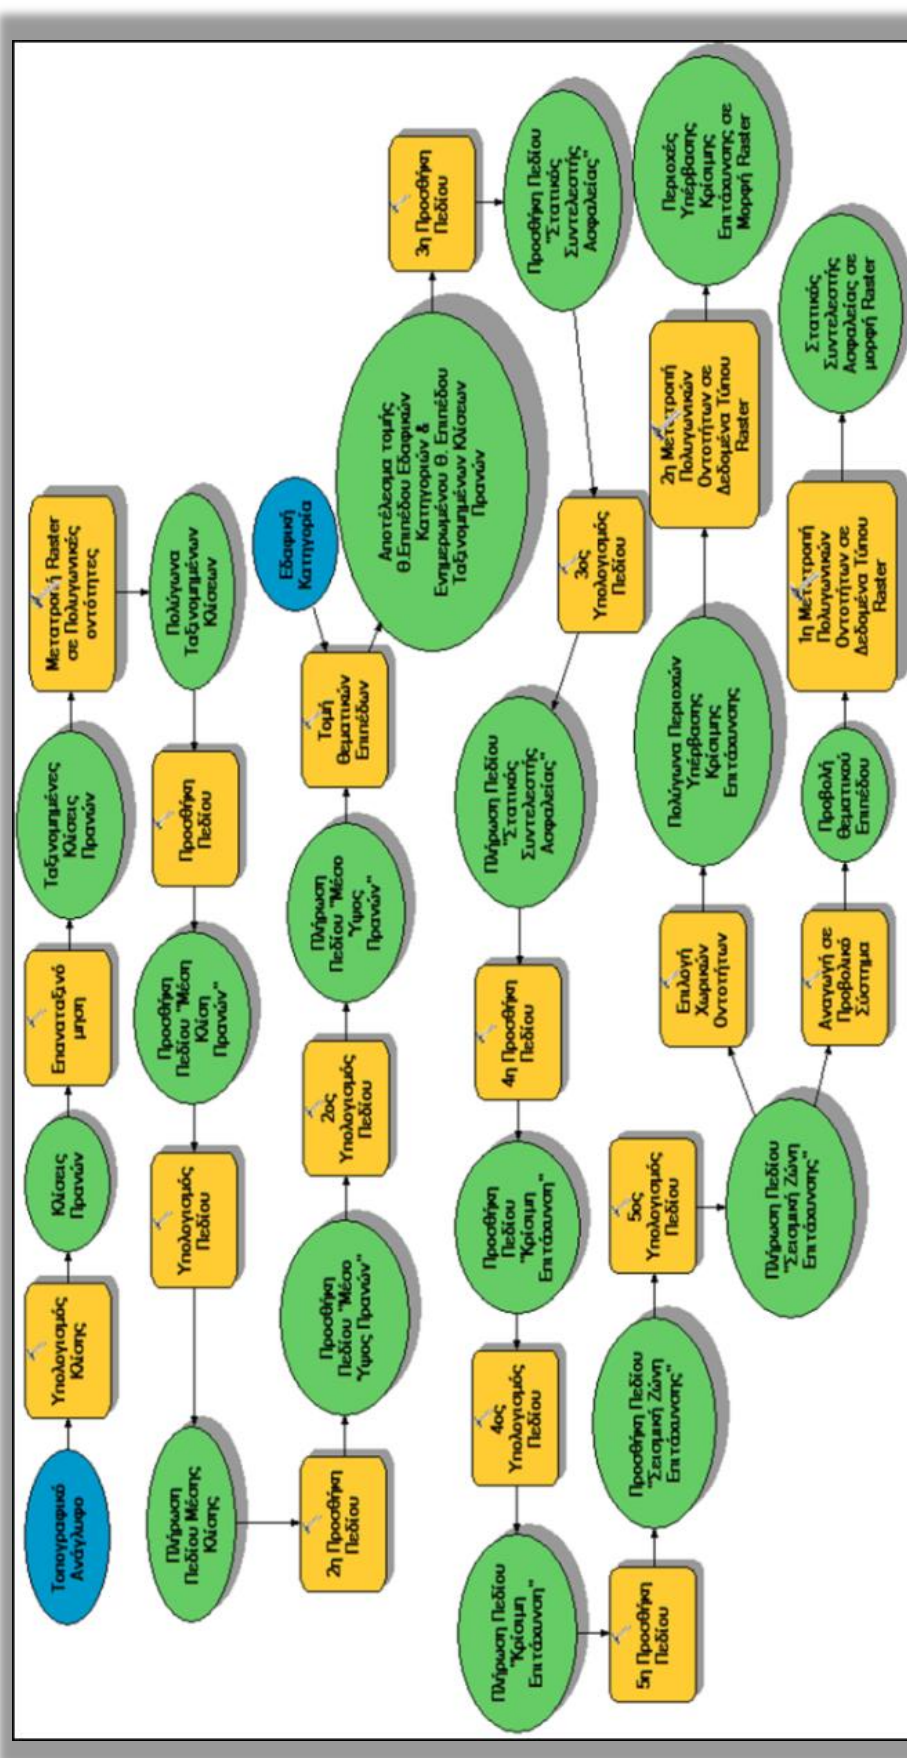 Τοπογραφικό
Ανάγλυφο
Υπολογισμός
Κλίσης
Κλίσεις
Πρανών
Επαναταξινό
μηση
Ταξινομημένες
Κλίσεις
Πρανών
Μετατροπή Raster
σε Πολυγωνικές
οντότητες
Πολύγωνα
Ταξινομημένων
Κλίσεων
Προσθήκη
Πεδίου
Προσθήκη
Πεδίου "Μέση
Κλίση
Πρανών"
Υπολογισμός
Πεδίου
Πλήρωση
Πεδίου Μέσης
Κλίσης
2η Προσθήκη
Πεδίου
Προσθήκη
Πεδίου "Μέσο
Ύψος Πρανών"
2ος
Υπολογισμός
Πεδίου
Πλήρωση
Πεδίου "Μέσο
Ύψος
Πρανών"
Τομή
Θεματικών
Επιπέδων
Εδαφική
Κατηγορία
Αποτέλεσμα τομής
Θ.Επιπέδου Εδαφικών
Κατηγοριών &
Ενημερωμένου Θ. Επιπέδου
Ταξινομημένων Κλίσεων
Πρανών
3η Προσθήκη
Πεδίου
Προσθήκη Πεδίου
"Στατικός
Συντελεστής
Ασφαλείας"
3ος
Υπολογισμός
Πεδίου
Πλήρωση Πεδίου
"Στατικός
Συντελεστής
Ασφαλείας"
4η Προσθήκη
Πεδίου
Προσθήκη
Πεδίου
"Κρίσιμη
Επιτάχυνση"
4ος
Υπολογισμός
Πεδίου
Πλήρωση Πεδίου
"Κρίσιμη
Επιτάχυνση"
5η Προσθήκη
Πεδίου
Προσθήκη Πεδίου
"Σεισμική Ζώνη
Επιτάχυνσης"
5ος
Υπολογισμός
Πεδίου
Πλήρωση Πεδίου
"Σεισμική Ζώνη
Επιτάχυνσης"
Επιλογή
Χωρικών
Οντοτήτων
Πολύγωνα Περιοχών
Υπέρβασης
Κρίσιμης
Επιτάχυνσης
2η Μετατροπή
Πολυγωνικών
Οντοτήτων σε
Δεδομένα Τύπου
Raster
Περιοχές
Υπέρβασης
Κρίσιμης
Επιτάχυνσης σε
Μορφή Raster
Αναγωγή σε
Προβολικό
Σύστημα
Προβολή
Θεματικού
Επιπέδου
1η Μετατροπή
Πολυγωνικών
Οντοτήτων σε
Δεδομένα Τύπου
Raster
Στατικός
Συντελεστής
Ασφαλείας σε
μορφή Raster